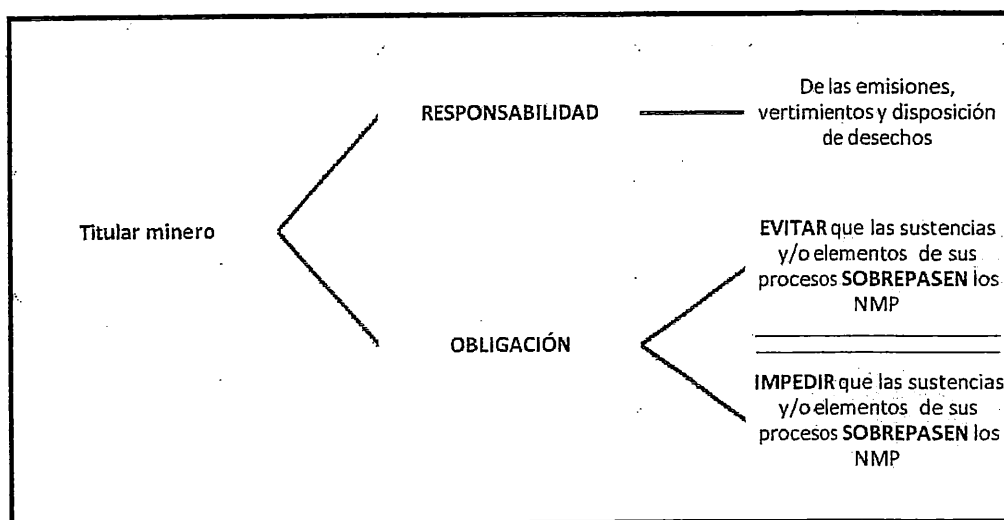 RESPONSABILIDAD
De las emisiones,
vertimientos y disposición
de desechos
Titular minero
EVITAR que las sustencias
y/o elementos de sus
procesos SOBREPASEN los
NMP
OBLIGACIÓN
IMPEDIR que las sustencias
y/o elementos de sus
procesos SOBREPASEN los
NMP